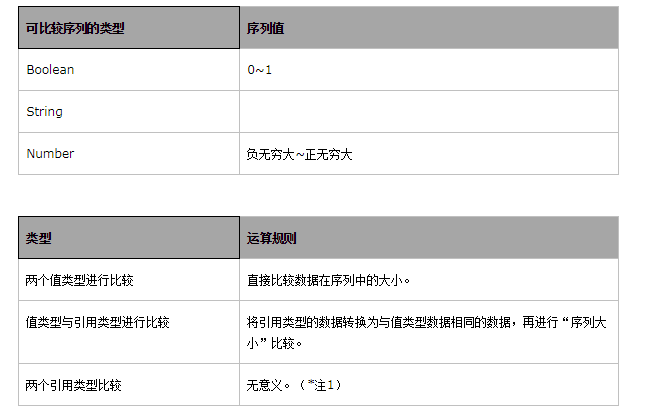 可比较序列的类型 序列值
Boolean 0~1
String
Number 负无穷大~正无穷大
类型 运算规则
两个值类型进行比较 直接比较数据在序列中的大小。
值类型与引用类型进行比较 将引用类型的数据转换为与值类型数据相同的数据，再进行“序列大
小”比较。
两个引用类型比较 无意义。（*注1）